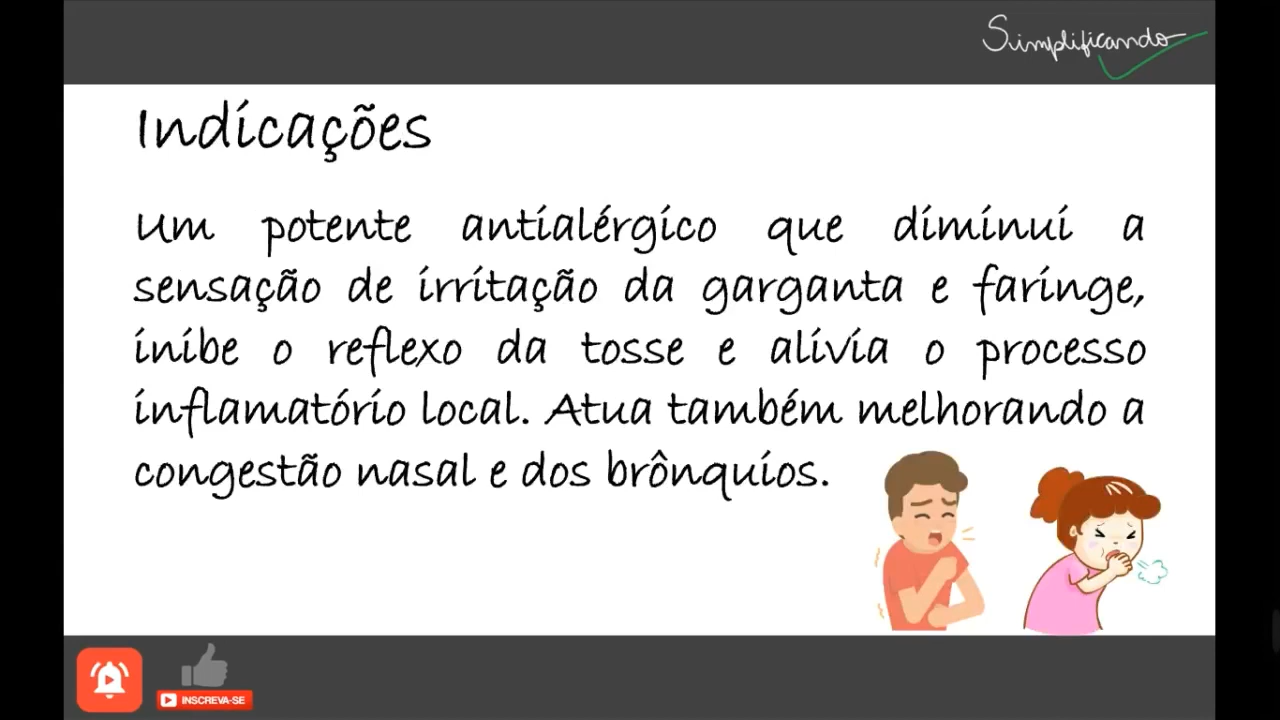 Simplificando
Indicações
Um potente antialérgico que diminui a
sensação de irritação da garganta e faringe,
inibe o reflexo da tosse e alivia o processo
inflamatório local. Atua também melhorando a
congestão nasal e dos brônquios.
INSCREVA-SE